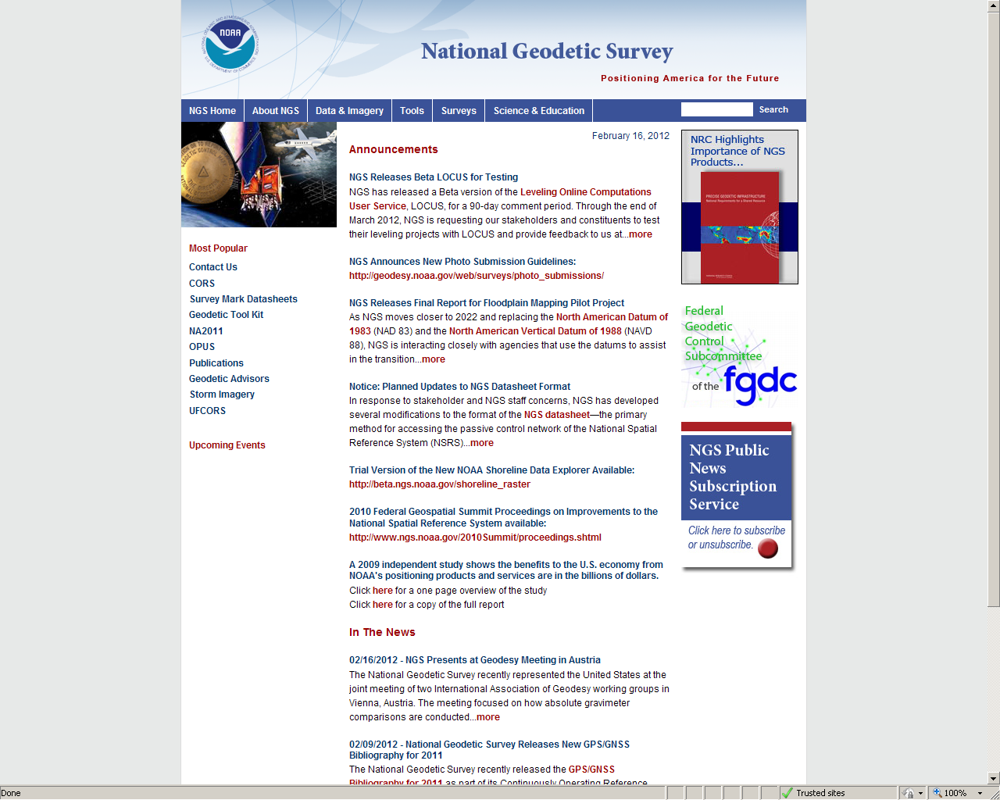 NOAA
National Geodetic Survey
Positioning America for the Future
NGS Home About NGS Data & Imagery Tools Surveys Science & Education Search
Most Popular
Contact Us
CORS
Survey Mark Datasheets
Geodetic Tool Kit
NA2011
OPUS
Publications
Geodetic Advisors
Storm Imagery
UFCORS
Upcoming Events
February 16, 2012
Announcements
NGS Releases Beta LOCUS for Testing
NGS has released a Beta version of the Leveling Online Computations
User Service, LOCUS, for a 90-day comment period. Through the end of
March 2012, NGS is requesting our stakeholders and constituents to test
their leveling projects with LOCUS and provide feedback to us at...more
NGS Announces New Photo Submission Guidelines:
http://geodesy.noaa.gov/web/surveys/photo_submissions/
NGS Releases Final Report for Floodplain Mapping Pilot Project
As NGS moves closer to 2022 and replacing the North American Datum of
1983 (NAD 83) and the North American Vertical Datum of 1988 (NAVD
88), NGS is interacting closely with agencies that use the datums to assist
in the transition...more
Notice: Planned Updates to NGS Datasheet Format
In response to stakeholder and NGS staff concerns, NGS has developed
several modifications to the format of the NGS datasheet—the primary
method for accessing the passive control network of the National Spatial
Reference System (NSRS)...more
Trial Version of the New NOAA Shoreline Data Explorer Available:
http://beta.ngs.noaa.gov/shoreline_raster
2010 Federal Geospatial Summit Proceedings on Improvements to the
National Spatial Reference System available:
http://www.ngs.noaa.gov/2010Summit/proceedings.shtml
A 2009 independent study shows the benefits to the U.S. economy from
NOAA's positioning products and services are in the billions of dollars.
Click here for a one page overview of the study
Click here for a copy of the full report
In The News
02/16/2012 - NGS Presents at Geodesy Meeting in Austria
The National Geodetic Survey recently represented the United States at the
joint meeting of two International Association of Geodesy working groups in
Vienna, Austria. The meeting focused on how absolute gravimeter
comparisons are conducted...more
02/09/2012 - National Geodetic Survey Releases New GPS/GNSS
Bibliography for 2011
The National Geodetic Survey recently released the GPS/GNSS
Bibliography for 2011 as part of its Continuously Operating Reference
NRC Highlights
Importance of NGS
Products...
PRECISE GEODETIC INFRASTRUCTURE
National Requirements for a Shared Resource
Federal
Geodetic
Control
Subcommittee
of the fgdc
NGS Public
News
Subscription
Service
Click here to subscribe
or unsubscribe.
Done Trusted sites 100%